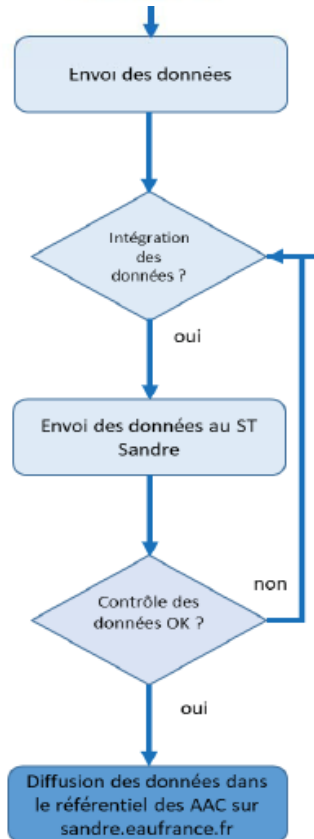 Envoi des données
Intégration
des
données ?
oui
Envoi des données au ST
Sandre
non
Contrôle des
données OK ?
oui
Diffusion des données dans
le référentiel des AAC sur
sandre.eaufrance.fr